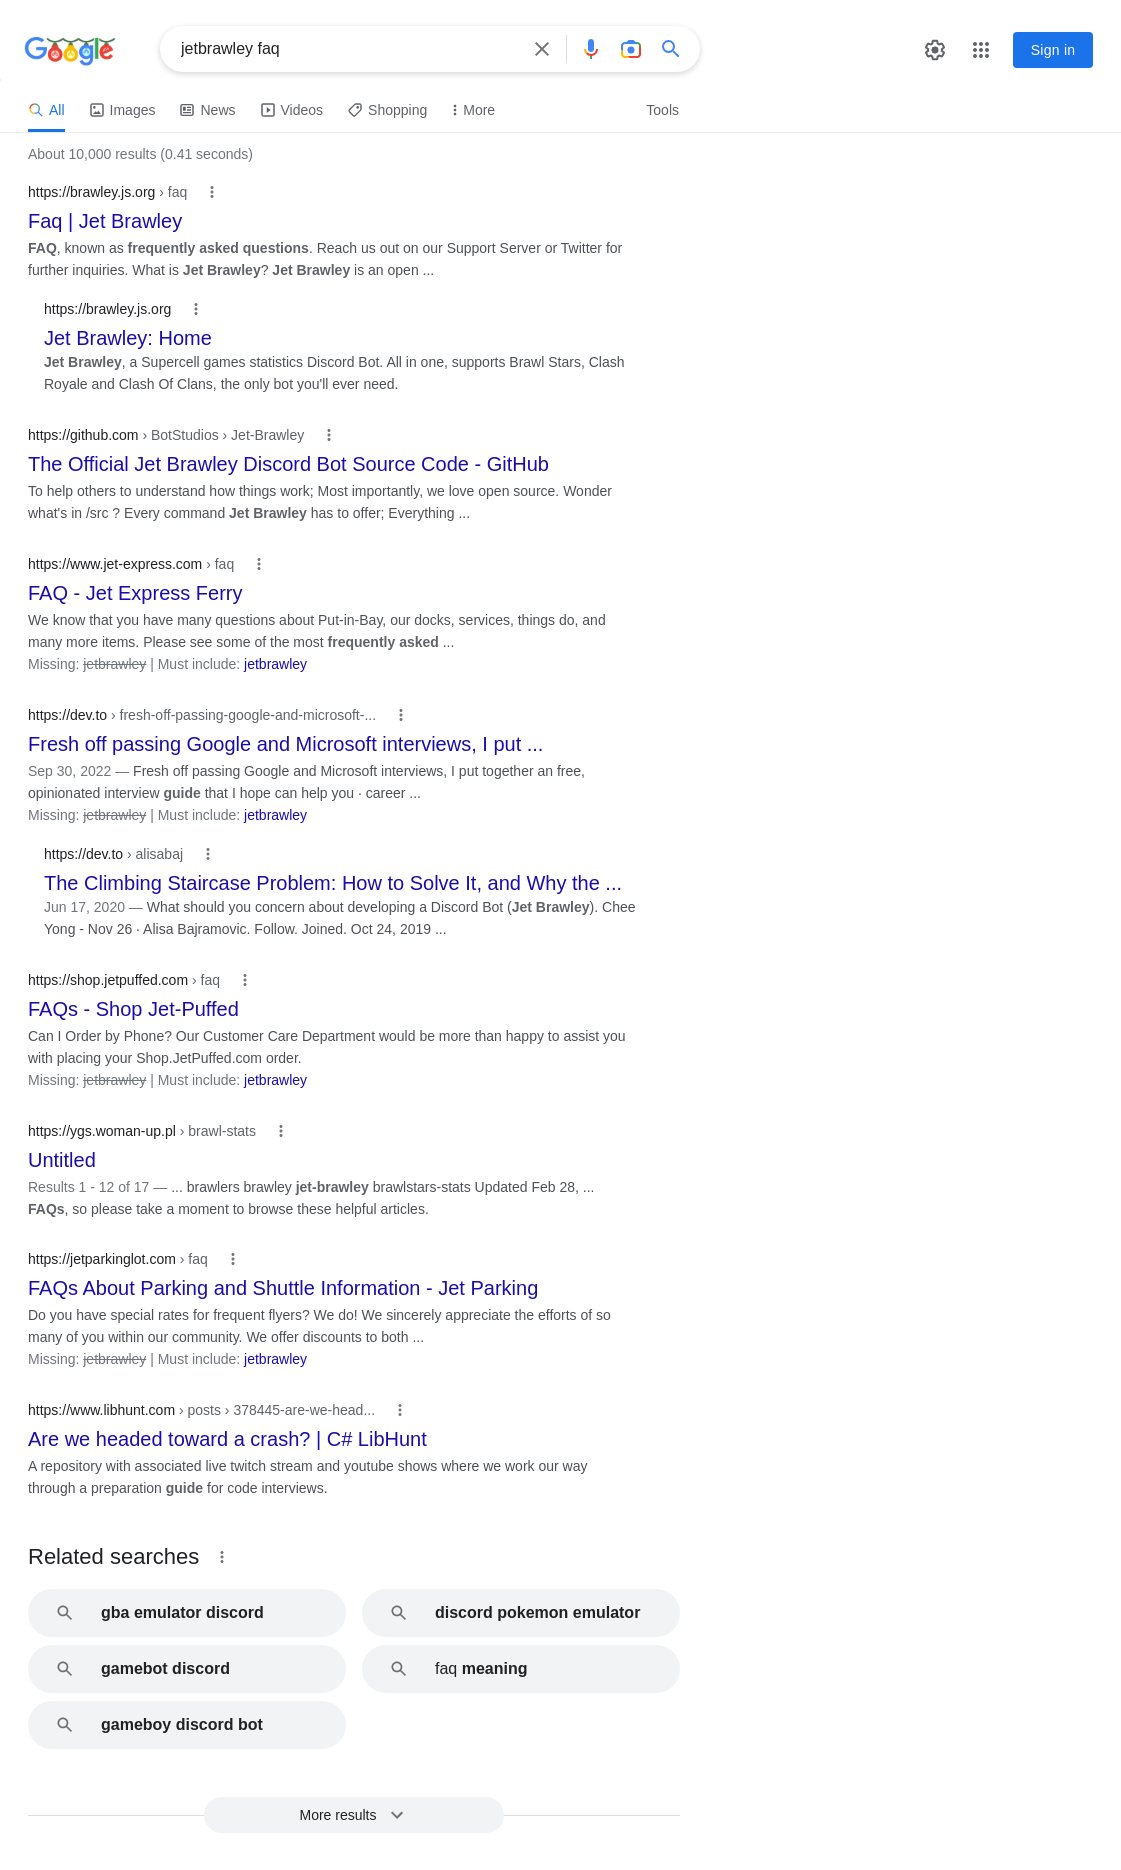 Google
jetbrawley faq
Sign in
All Images News Videos Shopping More Tools
About 10,000 results (0.41 seconds)
https://brawley.js.org › faq
Faq | Jet Brawley
FAQ, known as frequently asked questions. Reach us out on our Support Server or Twitter for
further inquiries. What is Jet Brawley? Jet Brawley is an open ...
https://brawley.js.org
Jet Brawley: Home
Jet Brawley, a Supercell games statistics Discord Bot. All in one, supports Brawl Stars, Clash
Royale and Clash Of Clans, the only bot you'll ever need.
https://github.com › BotStudios › Jet-Brawley
The Official Jet Brawley Discord Bot Source Code - GitHub
To help others to understand how things work; Most importantly, we love open source. Wonder
what's in /src ? Every command Jet Brawley has to offer; Everything ...
https://www.jet-express.com › faq
FAQ - Jet Express Ferry
We know that you have many questions about Put-in-Bay, our docks, services, things do, and
many more items. Please see some of the most frequently asked ...
Missing: jetbrawley | Must include: jetbrawley
https://dev.to › fresh-off-passing-google-and-microsoft-...
Fresh off passing Google and Microsoft interviews, I put ...
Sep 30, 2022 — Fresh off passing Google and Microsoft interviews, I put together an free,
opinionated interview guide that I hope can help you · career ...
Missing: jetbrawley | Must include: jetbrawley
https://dev.to › alisabaj
The Climbing Staircase Problem: How to Solve It, and Why the ...
Jun 17, 2020 — What should you concern about developing a Discord Bot (Jet Brawley). Chee
Yong - Nov 26 · Alisa Bajramovic. Follow. Joined. Oct 24, 2019 ...
https://shop.jetpuffed.com › faq
FAQs - Shop Jet-Puffed
Can I Order by Phone? Our Customer Care Department would be more than happy to assist you
with placing your Shop.JetPuffed.com order.
Missing: jetbrawley | Must include: jetbrawley
https://ygs.woman-up.pl › brawl-stats
Untitled
Results 1 - 12 of 17 — ... brawlers brawley jet-brawley brawlstars-stats Updated Feb 28, ...
FAQs, so please take a moment to browse these helpful articles.
https://jetparkinglot.com › faq
FAQs About Parking and Shuttle Information - Jet Parking
Do you have special rates for frequent flyers? We do! We sincerely appreciate the efforts of so
many of you within our community. We offer discounts to both ...
Missing: jetbrawley | Must include: jetbrawley
https://www.libhunt.com › posts › 378445-are-we-head...
Are we headed toward a crash? | C# LibHunt
A repository with associated live twitch stream and youtube shows where we work our way
through a preparation guide for code interviews.
Related searches
gba emulator discord
discord pokemon emulator
gamebot discord
faq meaning
gameboy discord bot
More results